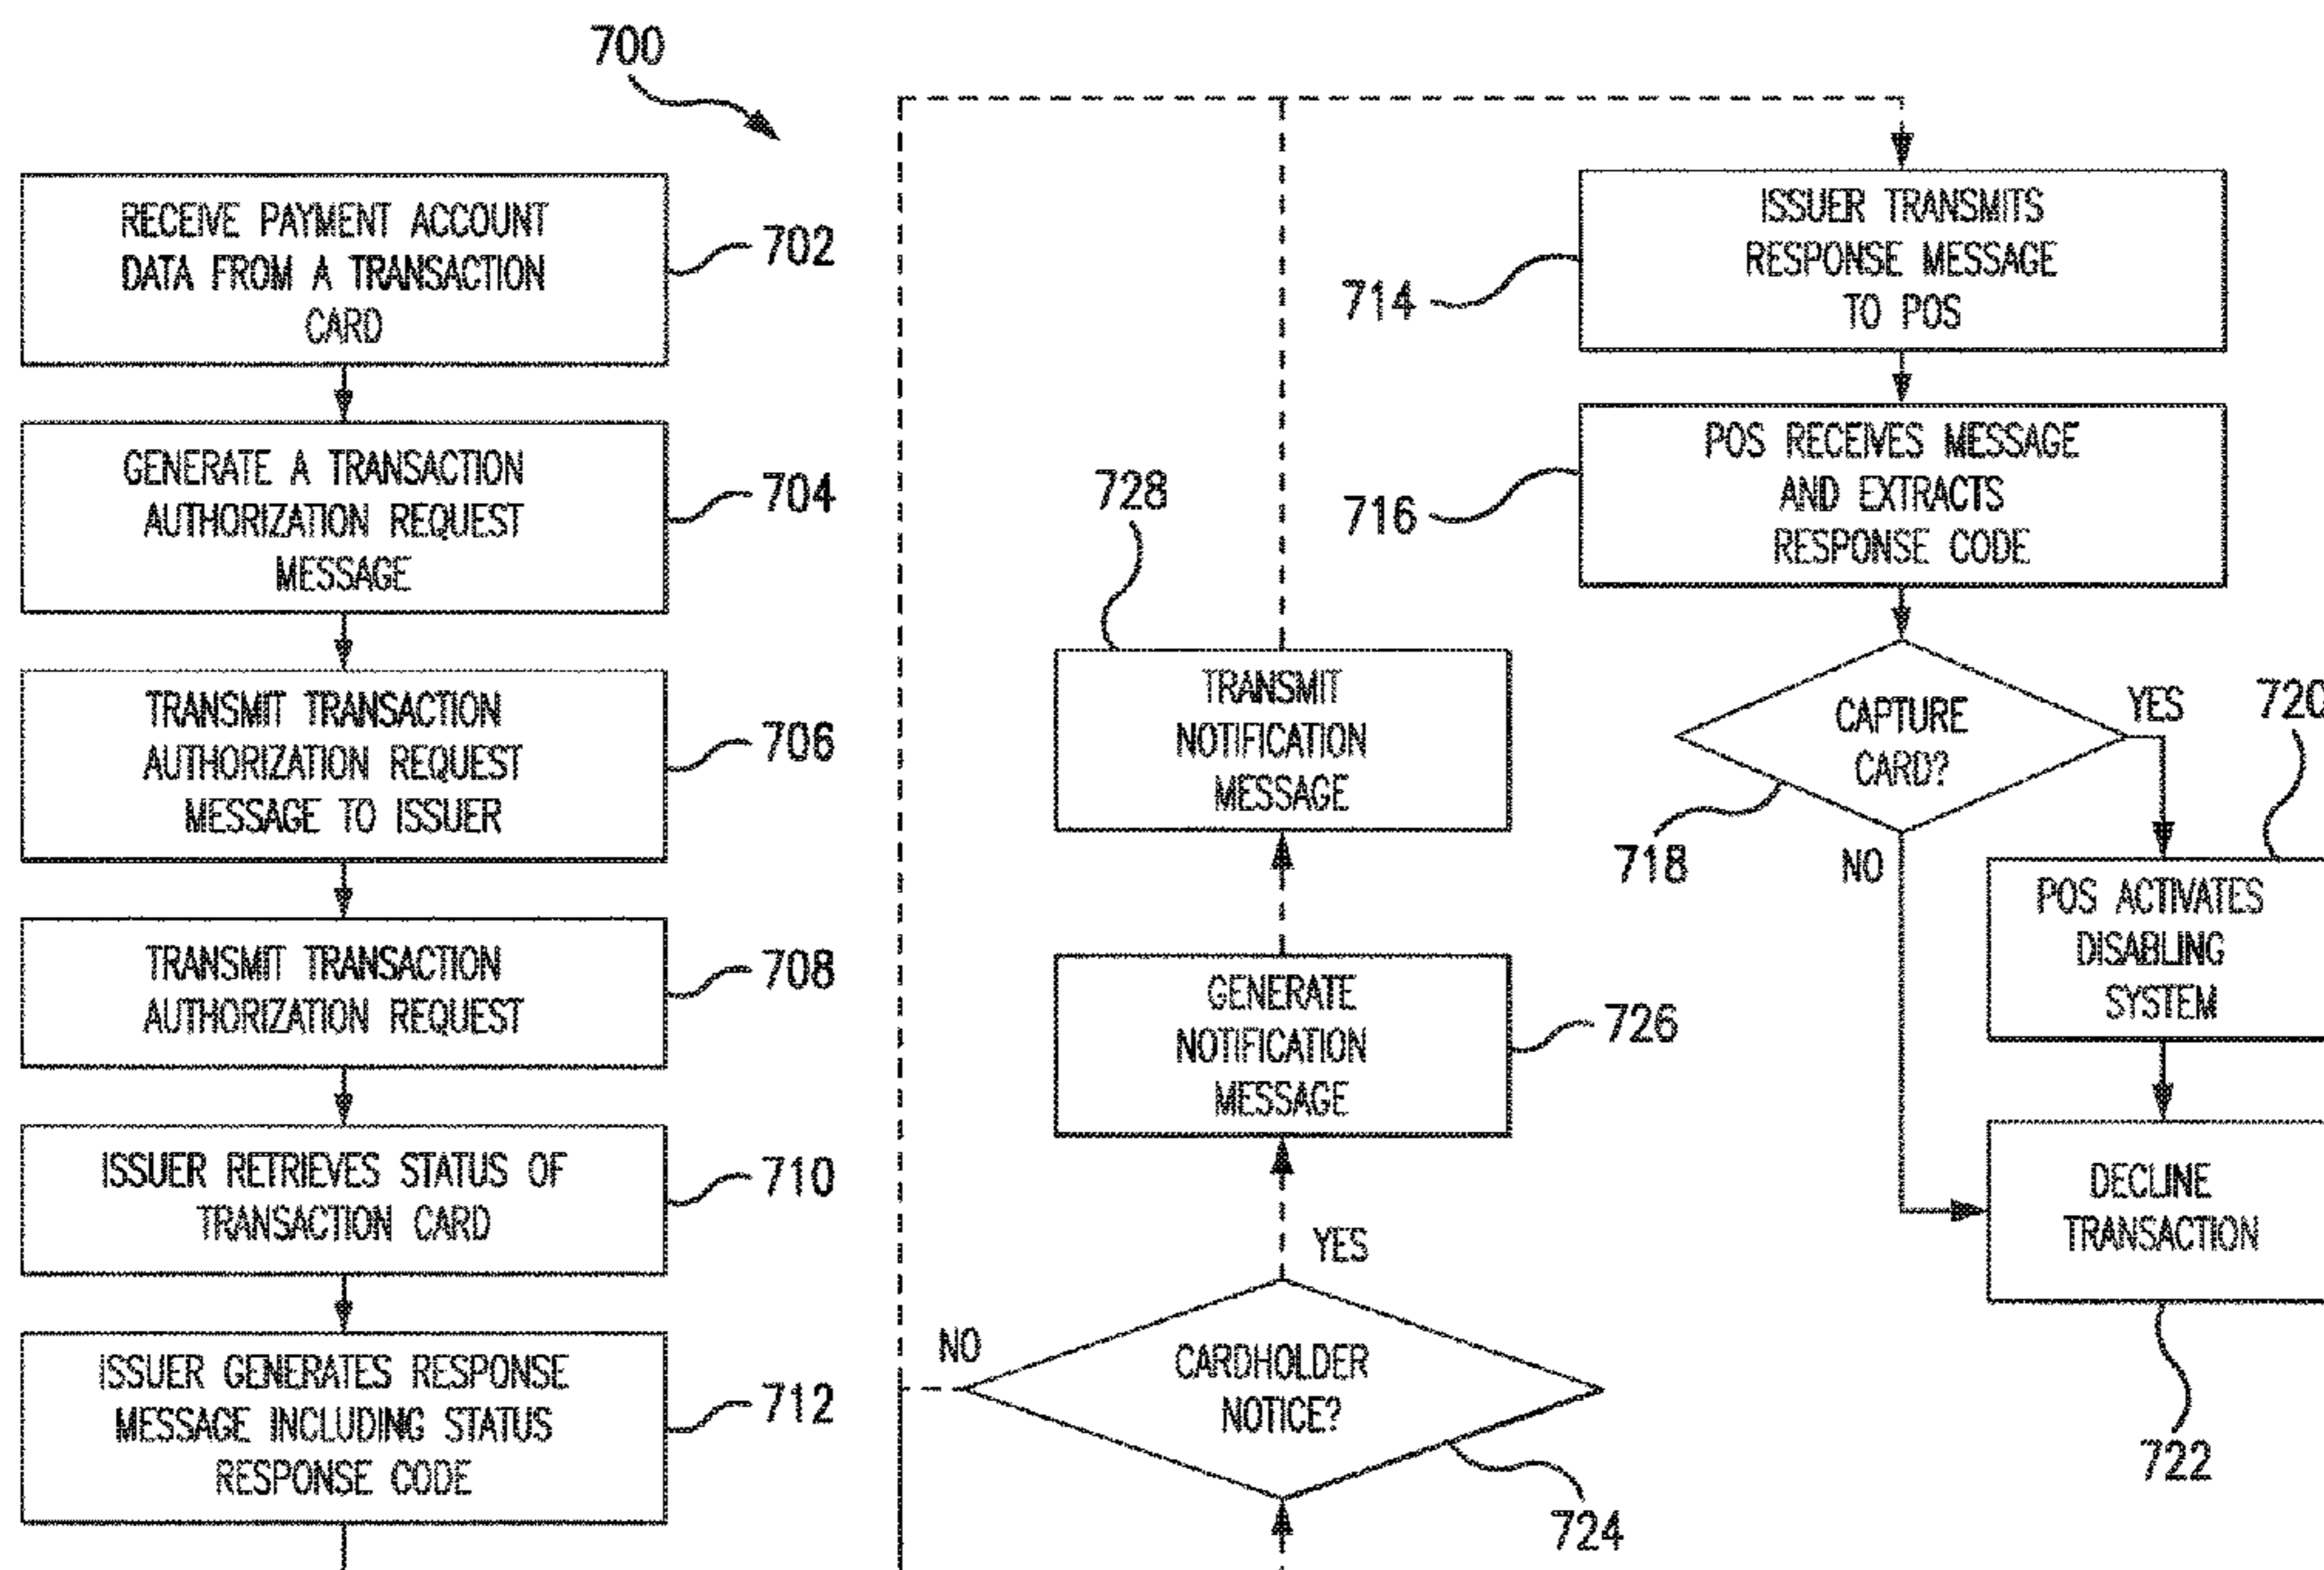 700
RECEIVE PAYMENT ACCOUNT
DATA FROM A TRANSACTION
CARD
702
GENERATE A TRANSACTION
AUTHORIZATION REQUEST
MESSAGE
704
TRANSMIT TRANSACTION
AUTHORIZATION REQUEST
MESSAGE TO ISSUER
706
TRANSMIT TRANSACTION
AUTHORIZATION REQUEST
708
ISSUER RETRIEVES STATUS OF
TRANSACTION CARD
710
ISSUER GENERATES RESPONSE
MESSAGE INCLUDING STATUS
RESPONSE CODE
712
728
TRANSMIT
NOTIFICATION
MESSAGE
GENERATE
NOTIFICATION
MESSAGE
726
YES
NO
CARDHOLDER
NOTICE?
724
ISSUER TRANSMITS
RESPONSE MESSAGE
TO POS
714
POS RECEIVES MESSAGE
AND EXTRACTS
RESPONSE CODE
716
CAPTURE
CARD?
YES
720
718
NO
POS ACTIVATES
DISABLING
SYSTEM
DECLINE
TRANSACTION
722